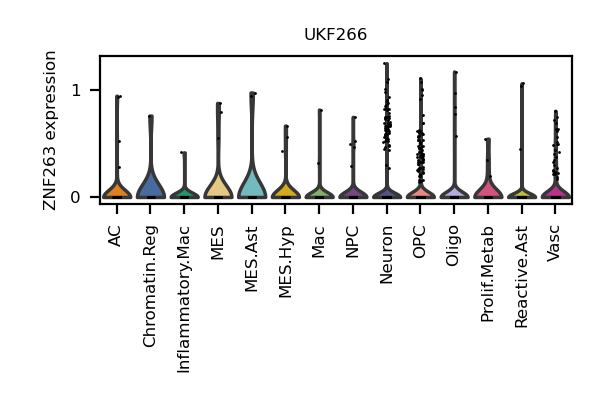 UKF266
ZNF263 expression
1
0
AC
Chromatin.Reg
Inflammatory.Mac
MES
MES.Ast
MES.Hyp
Mac
NPC
Neuron
OPC
Oligo
Prolif.Metab
Reactive.Ast
Vasc